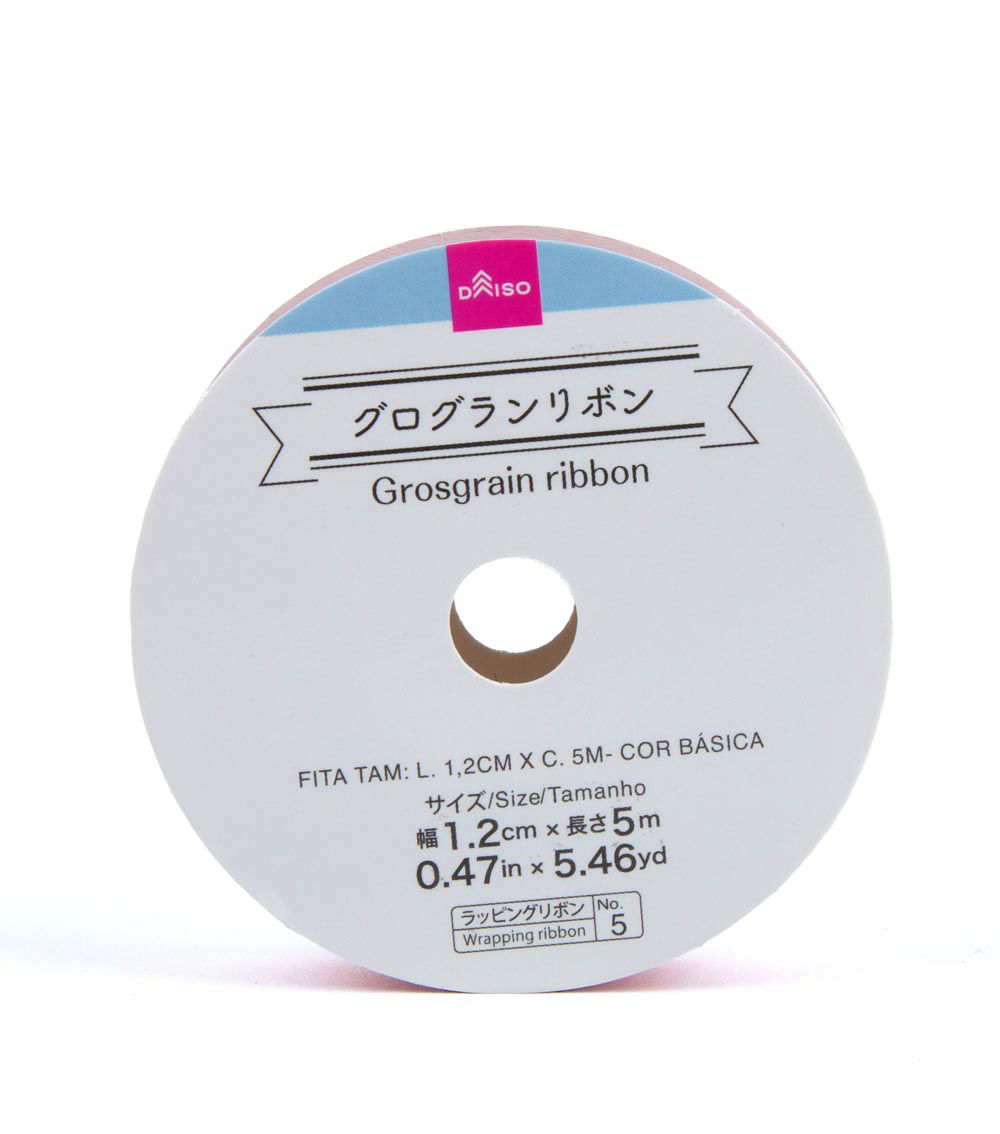 DAISO
グログランリボン
Grosgrain ribbon
FITA TAM: L. 1,2CM X C. 5M- COR BÁSICA
サイズ/Size/Tamanho
幅1.2cm × 長さ5m
0.47in × 5.46yd
ラッピングリボン No.
Wrapping ribbon 5